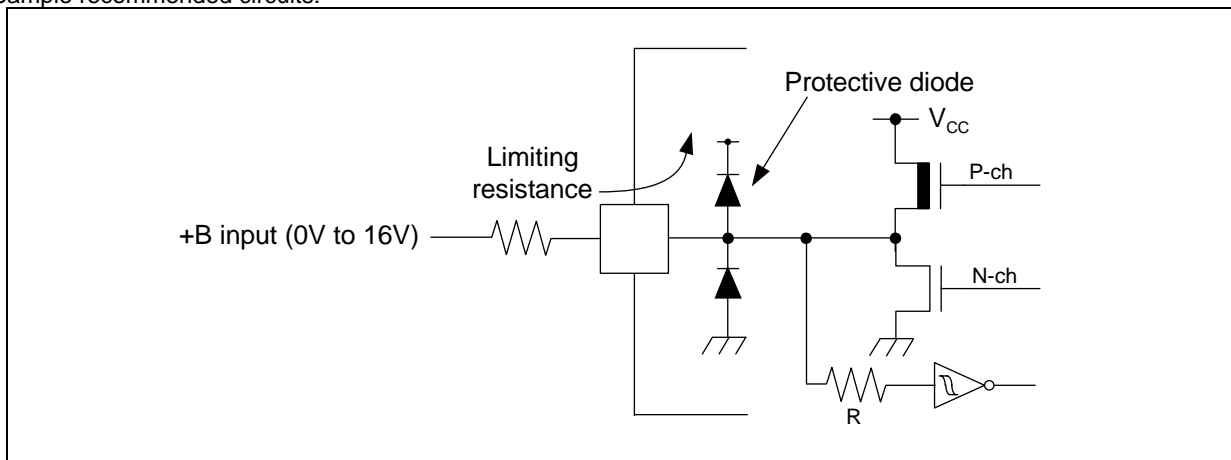 Sample recommended circuits:
Protective diode
VCC
Limiting
resistance
P-ch
+B input (0V to 16V)
N-ch
R